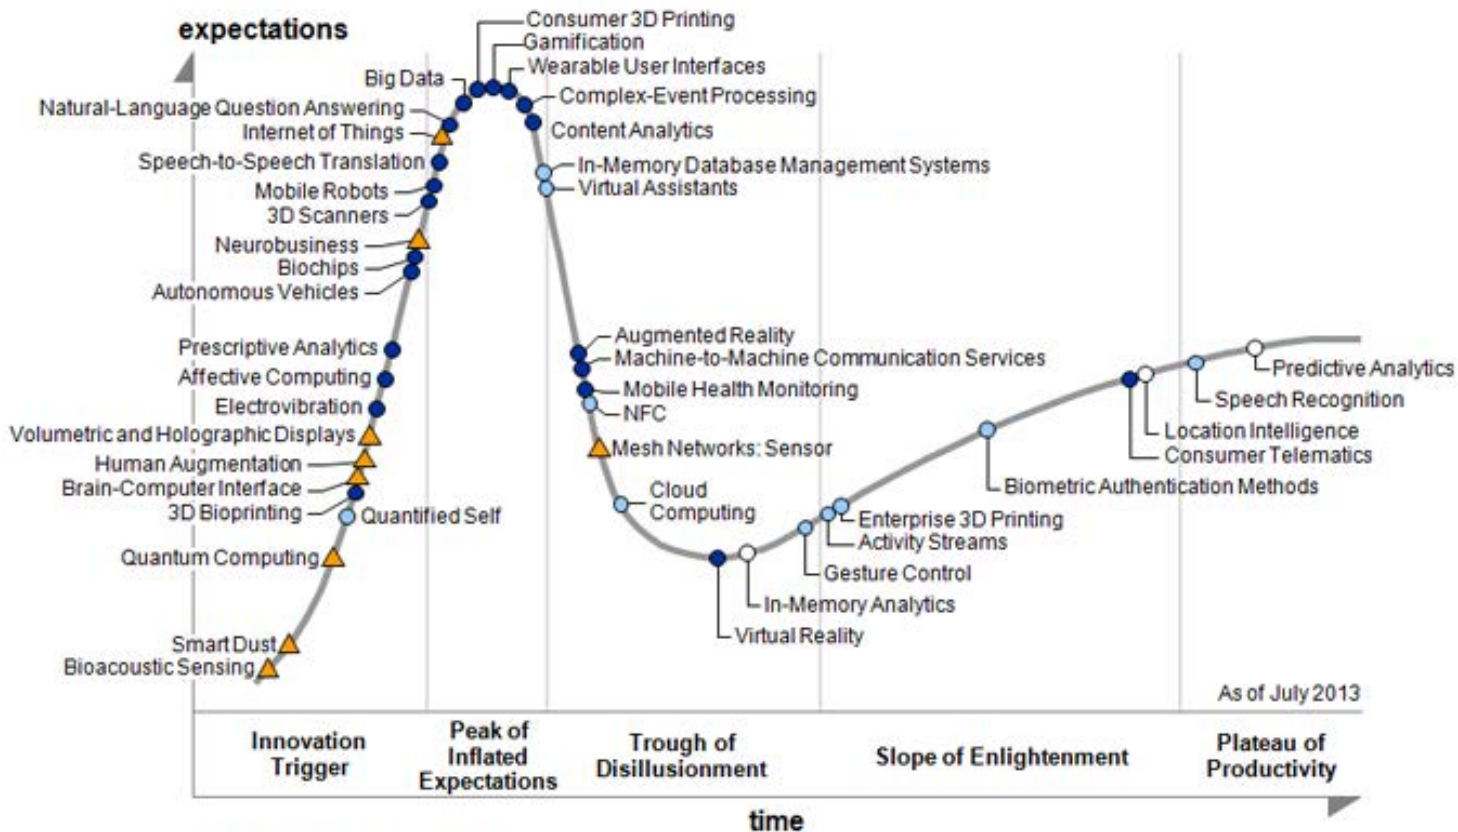 expectations
Consumer 3D Printing
Gamification
Wearable User Interfaces
Big Data
Complex-Event Processing
Natural-Language Question Answering
Internet of Things
Content Analytics
Speech-to-Speech Translation
In-Memory Database Management Systems
Mobile Robots
Virtual Assistants
3D Scanners
Neurobusiness
Biochips
Autonomous Vehicles
Augmented Reality
Prescriptive Analytics
Machine-to-Machine Communication Services
Affective Computing
Mobile Health Monitoring
Electrovibration
NFC
Volumetric and Holographic Displays
Mesh Networks: Sensor
Human Augmentation
Brain-Computer Interface
3D Bioprinting
Quantified Self
Cloud
Computing
Quantum Computing
Smart Dust
Bioacoustic Sensing
Predictive Analytics
Speech Recognition
Location Intelligence
Consumer Telematics
Biometric Authentication Methods
Enterprise 3D Printing
Activity Streams
Gesture Control
In-Memory Analytics
Virtual Reality
As of July 2013
Innovation
Trigger
Peak of
Inflated
Expectations
Trough of
Disillusionment
Slope of Enlightenment
Plateau of
Productivity
time